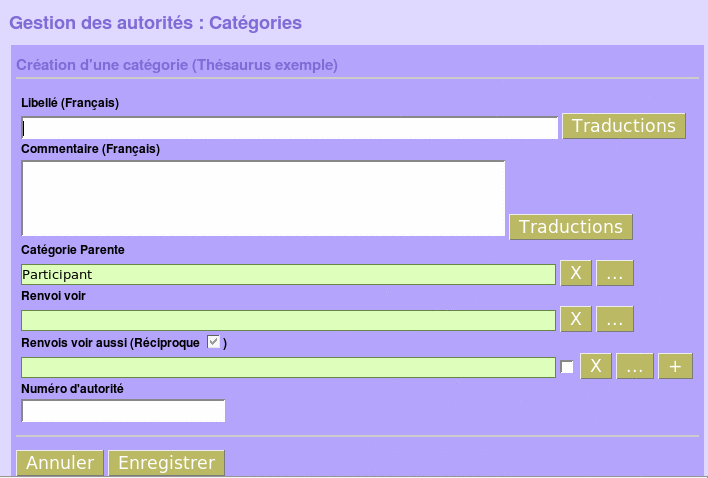 Gestion des autorités : Catégories
Création d'une catégorie (Thésaurus exemple)
Libellé (Français)
Traductions
Commentaire (Français)
Traductions
Catégorie Parente
Participant X ...
Renvoi voir
X ...
Renvois voir aussi (Réciproque )
X ... +
Numéro d'autorité
Annuler Enregistrer